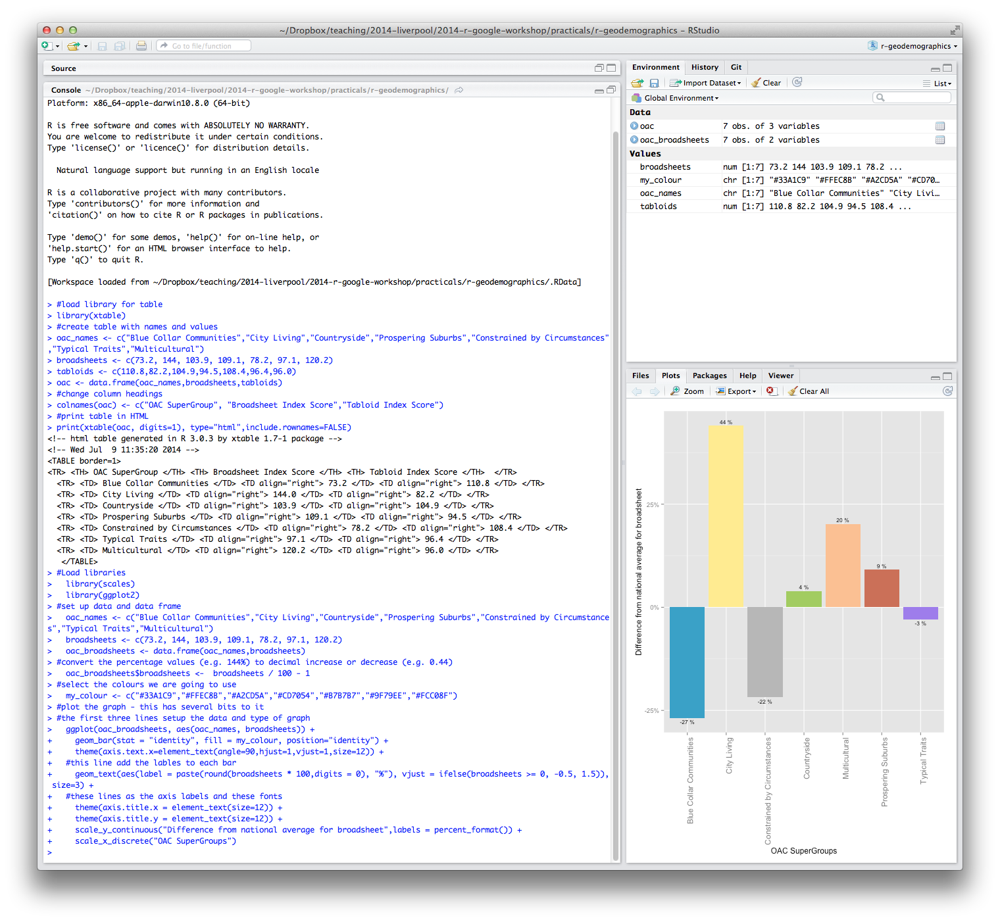 ~/Dropbox/teaching/2014-liverpool/2014-r-google-workshop/practicals/r-geodemographics – RStudio
Go to file/function
r-geodemographics
Source
Console ~/Dropbox/teaching/2014-liverpool/2014-r-google-workshop/practicals/r-geodemographics/
Platform: x86_64-apple-darwin10.8.0 (64-bit)
R is free software and comes with ABSOLUTELY NO WARRANTY.
You are welcome to redistribute it under certain conditions.
Type 'license()' or 'licence()' for distribution details.
Natural language support but running in an English locale
R is a collaborative project with many contributors.
Type 'contributors()' for more information and
'citation()' on how to cite R or R packages in publications.
Type 'demo()' for some demos, 'help()' for on-line help, or
'help.start()' for an HTML browser interface to help.
Type 'q()' to quit R.
[Workspace loaded from ~/Dropbox/teaching/2014-liverpool/2014-r-google-workshop/practicals/r-geodemographics/.RData]
> #load library for table
> library(xtable)
> #create table with names and values
> oac_names <- c("Blue Collar Communities","City Living","Countryside","Prospering Suburbs","Constrained by Circumstances"
,"Typical Traits","Multicultural")
> broadsheets <- c(73.2, 144, 103.9, 109.1, 78.2, 97.1, 120.2)
> tabloids <- c(110.8,82.2,104.9,94.5,108.4,96.4,96.0)
> oac <- data.frame(oac_names,broadsheets,tabloids)
> #change column headings
> colnames(oac) <- c("OAC SuperGroup", "Broadsheet Index Score","Tabloid Index Score")
> #print table in HTML
> print(xtable(oac, digits=1), type="html",include.rownames=FALSE)
<!-- html table generated in R 3.0.3 by xtable 1.7-1 package -->
<!-- Wed Jul  9 11:35:20 2014 -->
<TABLE border=1>
<TR> <TH> OAC SuperGroup </TH> <TH> Broadsheet Index Score </TH> <TH> Tabloid Index Score </TH>  </TR>
<TR> <TD> Blue Collar Communities </TD> <TD align="right"> 73.2 </TD> <TD align="right"> 110.8 </TD> </TR>
<TR> <TD> City Living </TD> <TD align="right"> 144.0 </TD> <TD align="right"> 82.2 </TD> </TR>
<TR> <TD> Countryside </TD> <TD align="right"> 103.9 </TD> <TD align="right"> 104.9 </TD> </TR>
<TR> <TD> Prospering Suburbs </TD> <TD align="right"> 109.1 </TD> <TD align="right"> 94.5 </TD> </TR>
<TR> <TD> Constrained by Circumstances </TD> <TD align="right"> 78.2 </TD> <TD align="right"> 108.4 </TD> </TR>
<TR> <TD> Typical Traits </TD> <TD align="right"> 97.1 </TD> <TD align="right"> 96.4 </TD> </TR>
<TR> <TD> Multicultural </TD> <TD align="right"> 120.2 </TD> <TD align="right"> 96.0 </TD> </TR>
</TABLE>
> #Load libraries
>   library(scales)
>   library(ggplot2)
> #set up data and data frame
>   oac_names <- c("Blue Collar Communities","City Living","Countryside","Prospering Suburbs","Constrained by Circumstance
s","Typical Traits","Multicultural")
>   broadsheets <- c(73.2, 144, 103.9, 109.1, 78.2, 97.1, 120.2)
>   oac_broadsheets <- data.frame(oac_names,broadsheets)
> #convert the percentage values (e.g. 144%) to decimal increase or decrease (e.g. 0.44)
>   oac_broadsheets$broadsheets <-  broadsheets / 100 - 1
> #select the colours we are going to use
>   my_colour <- c("#33A1C9","#FFEC8B","#A2CD5A","#CD7054","#B7B7B7","#9F79EE","#FCC08F")
> #plot the graph - this has several bits to it
> #the first three lines setup the data and type of graph
>   ggplot(oac_broadsheets, aes(oac_names, broadsheets)) +
+     geom_bar(stat = "identity", fill = my_colour, position="identity") +
+     theme(axis.text.x=element_text(angle=90,hjust=1,vjust=1,size=12)) +
+   #this line add the lables to each bar
+     geom_text(aes(label = paste(round(broadsheets * 100,digits = 0), "%"), vjust = ifelse(broadsheets >= 0, -0.5, 1.5)),
size=3) +
+   #these lines as the axis labels and these fonts
+     theme(axis.title.x = element_text(size=12)) +
+     theme(axis.title.y = element_text(size=12)) +
+     scale_y_continuous("Difference from national average for broadsheet",labels = percent_format()) +
+     scale_x_discrete("OAC SuperGroups")
>
Environment History Git
Import Dataset Clear List
Global Environment
Data
oac 7 obs. of 3 variables
oac_broadsheets 7 obs. of 2 variables
Values
broadsheets num [1:7] 73.2 144 103.9 109.1 78.2 ...
my_colour chr [1:7] "#33A1C9" "#FFEC8B" "#A2CD5A" "#CD70…
oac_names chr [1:7] "Blue Collar Communities" "City Livi…
tabloids num [1:7] 110.8 82.2 104.9 94.5 108.4 ...
Files Plots Packages Help Viewer
Zoom Export Clear All
Difference from national average for broadsheet
25%
0%
-25%
-27 %
44 %
-22 %
4 %
20 %
9 %
-3 %
Blue Collar Communities
City Living
Constrained by Circumstances
Countryside
Multicultural
Prospering Suburbs
Typical Traits
OAC SuperGroups